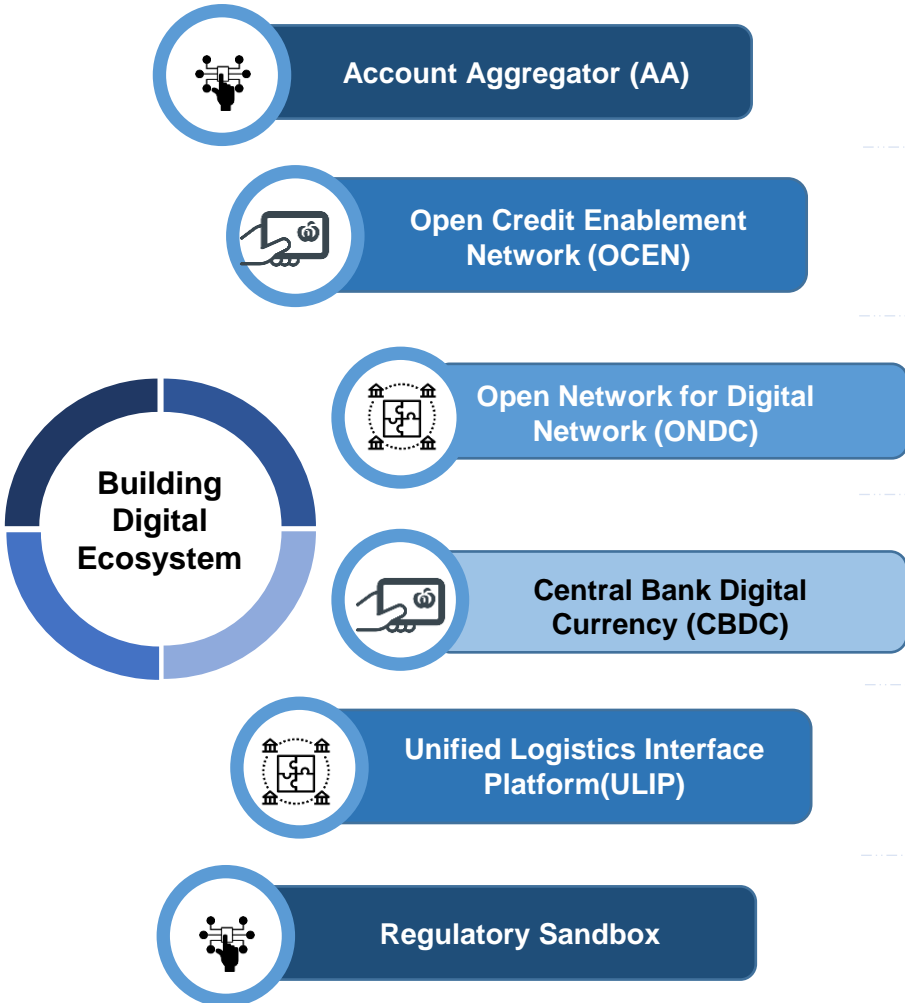 Account Aggregator (AA)
Open Credit Enablement
Network (OCEN)
Open Network for Digital
Network (ONDC)
Building
Digital
Ecosystem
Central Bank Digital
Currency (CBDC)
Unified Logistics Interface
Platform(ULIP)
Regulatory Sandbox